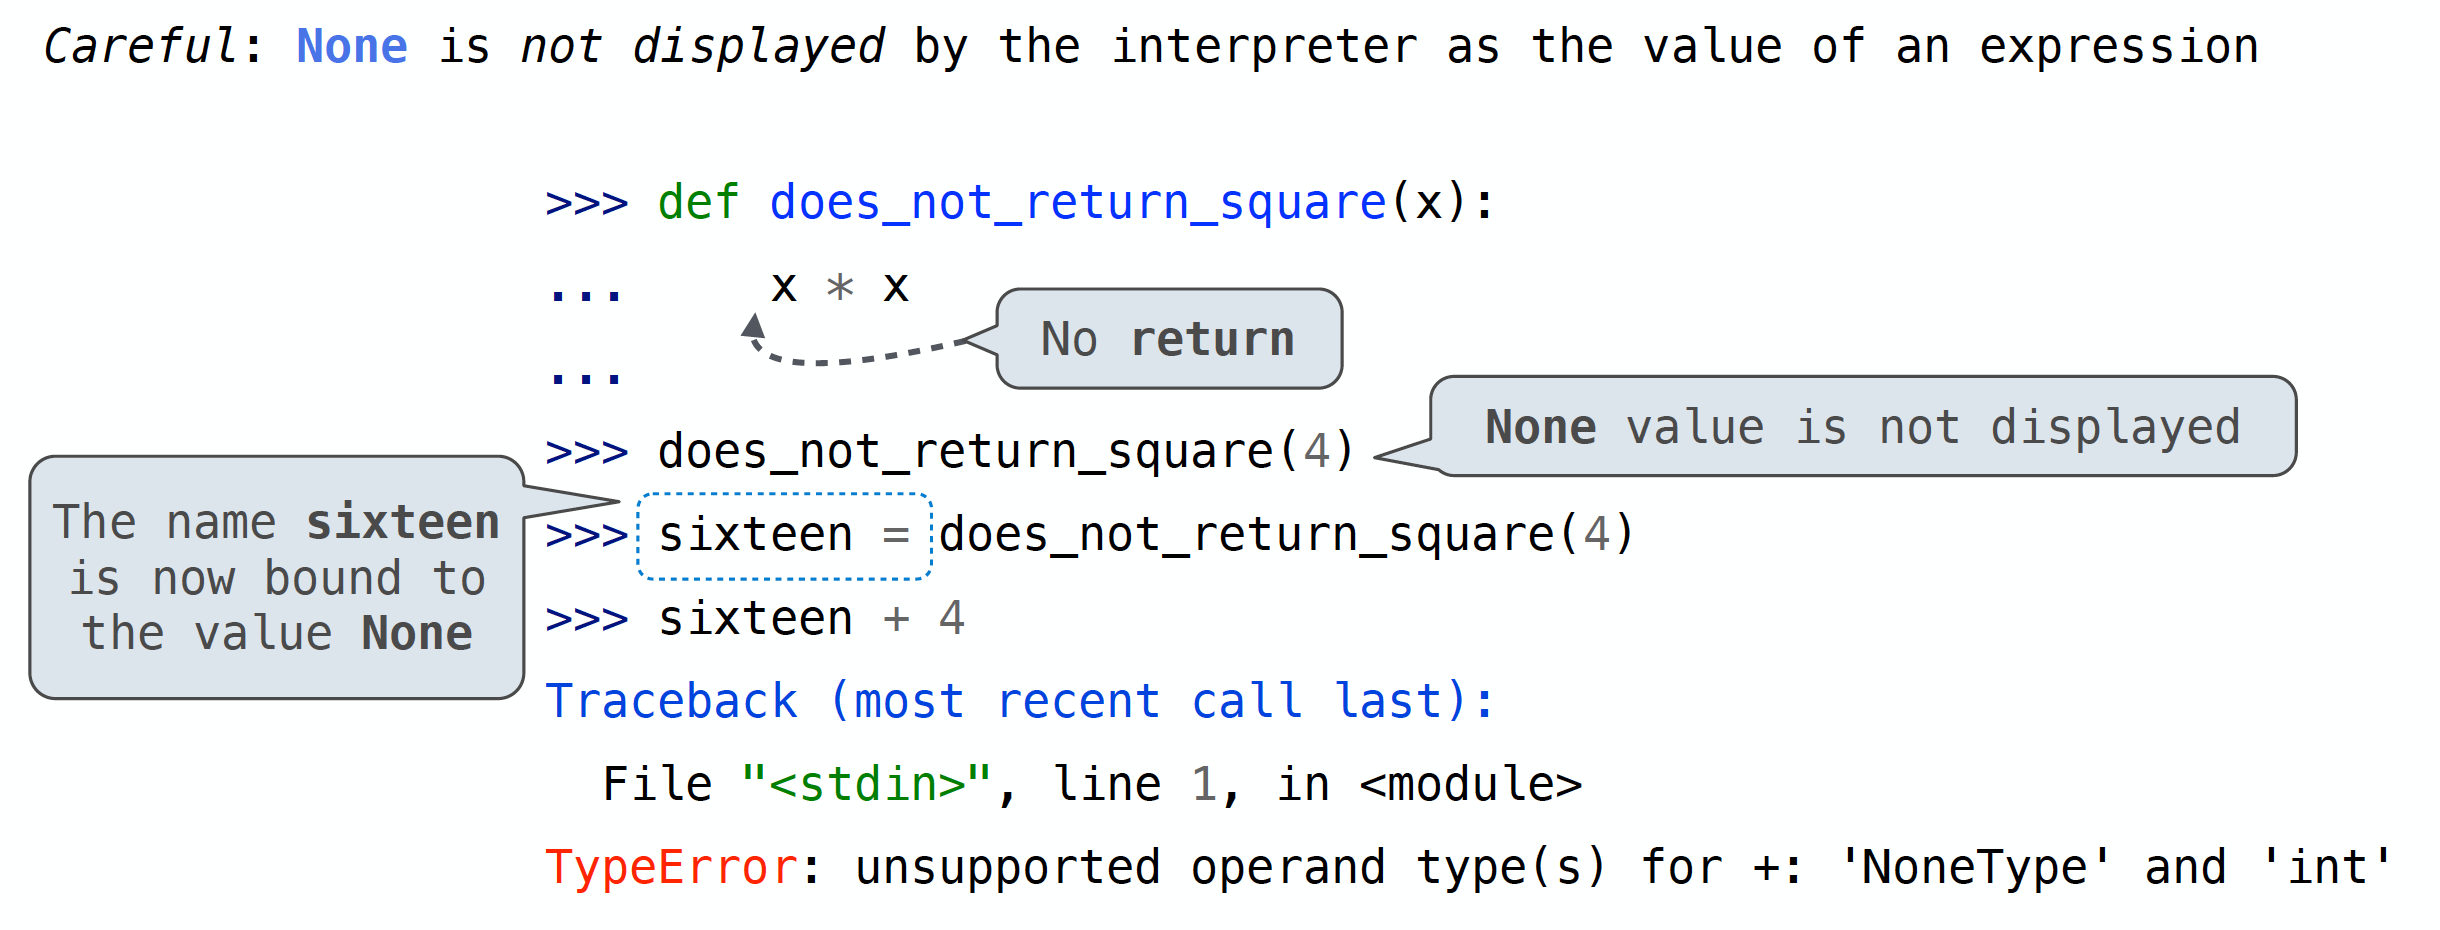 Careful: None is not displayed by the interpreter as the value of an expression
>>> def does_not_return_square(x):
...     x * x
No return
...
None value is not displayed
>>> does_not_return_square(4)
The name sixteen
is now bound to
the value None
>>> sixteen = does_not_return_square(4)
>>> sixteen + 4
Traceback (most recent call last):
  File "<stdin>", line 1, in <module>
TypeError: unsupported operand type(s) for +: 'NoneType' and 'int'